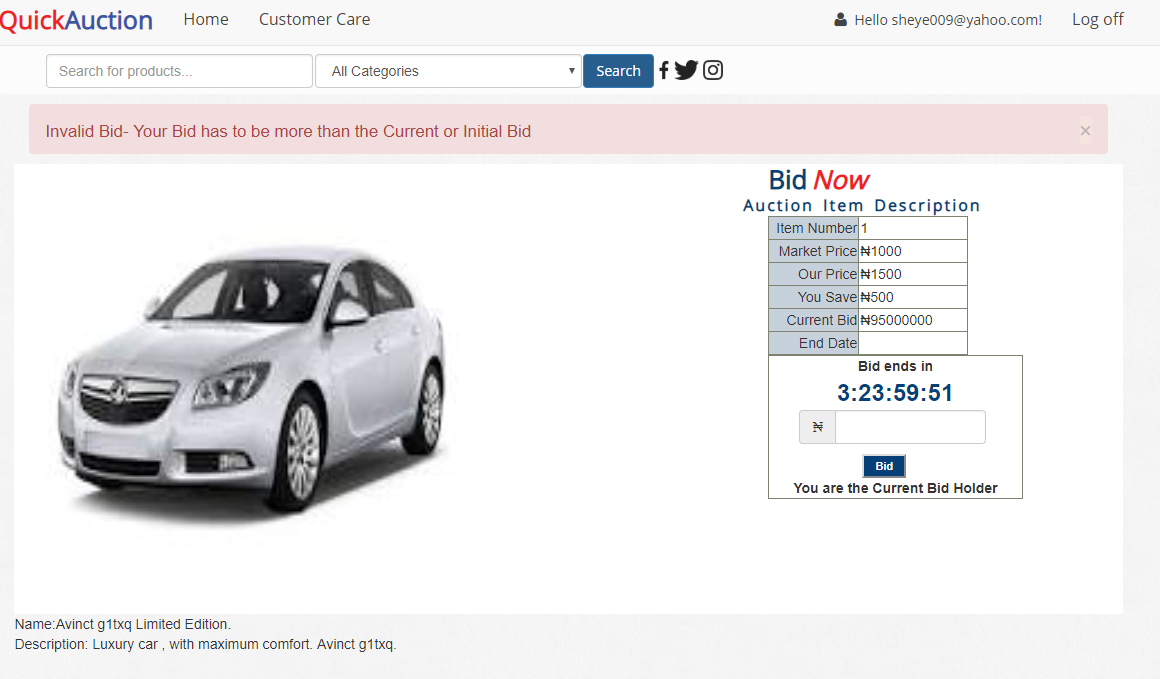 QuickAuction Home Customer Care Hello sheye009@yahoo.com! Log off
Search for products... All Categories Search
Invalid Bid- Your Bid has to be more than the Current or Initial Bid ×
Bid Now
Auction Item Description
Item Number 1
Market Price ₦1000
Our Price ₦1500
You Save ₦500
Current Bid ₦95000000
End Date
Bid ends in
3:23:59:51
₦
Bid
You are the Current Bid Holder
Name:Avinct g1txq Limited Edition.
Description: Luxury car , with maximum comfort. Avinct g1txq.